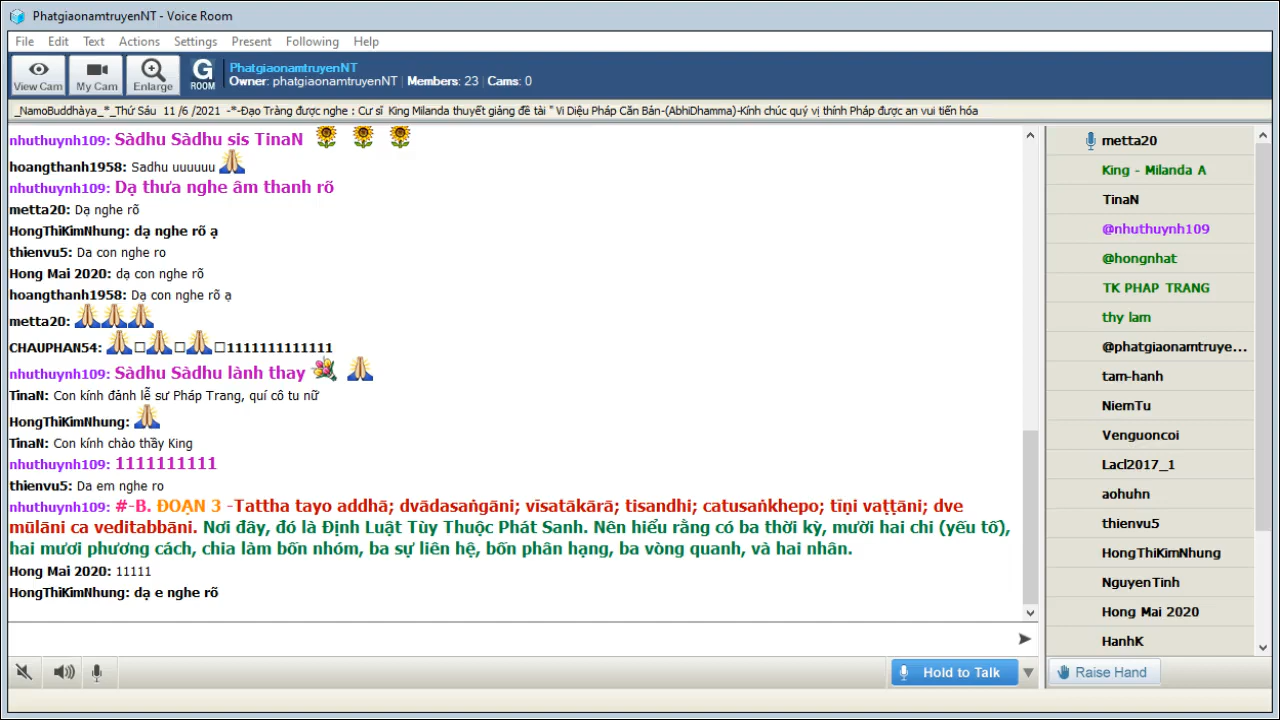 PhatgiaonamtruyenNT - Voice Room
File Edit Text Actions Settings Present Following Help
View Cam My Cam Enlarge G ROOM
PhatgiaonamtruyenNT
Owner: phatgiaonamtruyenNT | Members: 23 | Cams: 0
_NamoBuddhàya_*_Thứ Sáu 11 /6 /2021 -*-Đạo Tràng được nghe : Cư sĩ King Milanda thuyết giảng đề tài " Vi Diệu Pháp Căn Bản-(AbhiDhamma)-Kính chúc quý vị thính Pháp được an vui tiến hóa
nhuthuynh109: Sàdhu Sàdhu sis TinaN
hoangthanh1958: Sadhu uuuuuu
nhuthuynh109: Dạ thưa nghe âm thanh rõ
metta20: Dạ nghe rõ
HongThiKimNhung: dạ nghe rõ ạ
thienvu5: Da con nghe ro
Hong Mai 2020: dạ con nghe rõ
hoangthanh1958: Dạ con nghe rõ ạ
metta20:
CHAUPHAN54: 1111111111111
nhuthuynh109: Sàdhu Sàdhu lành thay
TinaN: Con kính đảnh lễ sư Pháp Trang, quí cô tu nữ
HongThiKimNhung:
TinaN: Con kính chào thầy King
nhuthuynh109: 1111111111
thienvu5: Da em nghe ro
nhuthuynh109: #-B. ĐOẠN 3 -Tattha tayo addhā; dvādasaṅgāni; vīsatākārā; tisandhi; catusaṅkhepo; tīṇi vaṭṭāni; dve
mūlāni ca veditabbāni. Nơi đây, đó là Định Luật Tùy Thuộc Phát Sanh. Nên hiểu rằng có ba thời kỳ, mười hai chi (yếu tố),
hai mươi phương cách, chia làm bốn nhóm, ba sự liên hệ, bốn phân hạng, ba vòng quanh, và hai nhân.
Hong Mai 2020: 11111
HongThiKimNhung: dạ e nghe rõ
metta20
King - Milanda A
TinaN
@nhuthuynh109
@hongnhat
TK PHAP TRANG
thy lam
@phatgiaonamtruye...
tam-hanh
NiemTu
Venguoncoi
Lacl2017_1
aohuhn
thienvu5
HongThiKimNhung
NguyenTinh
Hong Mai 2020
HanhK
Hold to Talk
Raise Hand